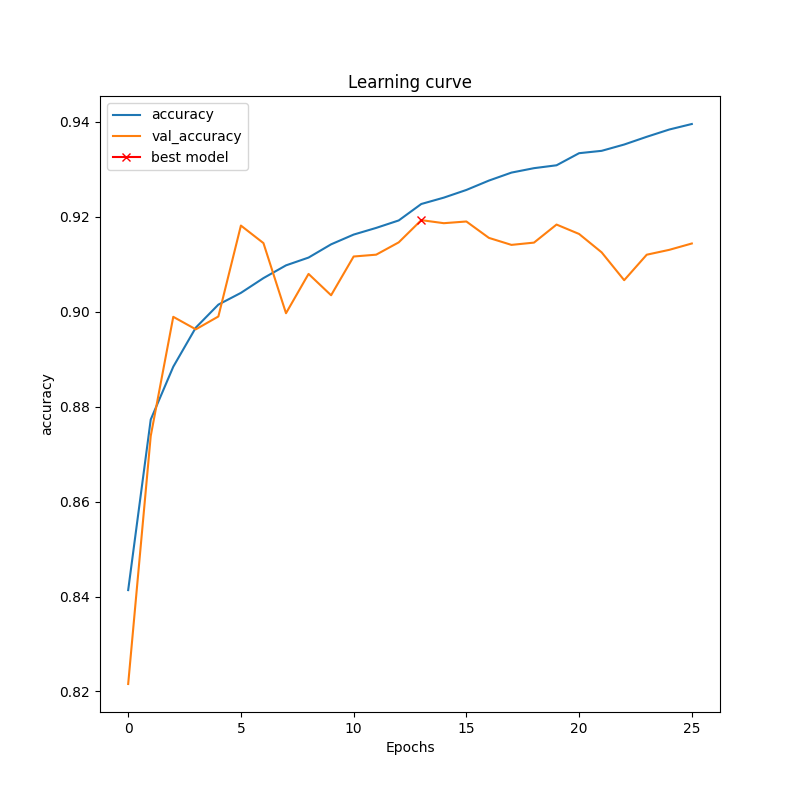 Learning curve
accuracy
val_accuracy
best model
0.94
0.92
0.90
0.88
0.86
0.84
0.82
accuracy
0 5 10 15 20 25
Epochs